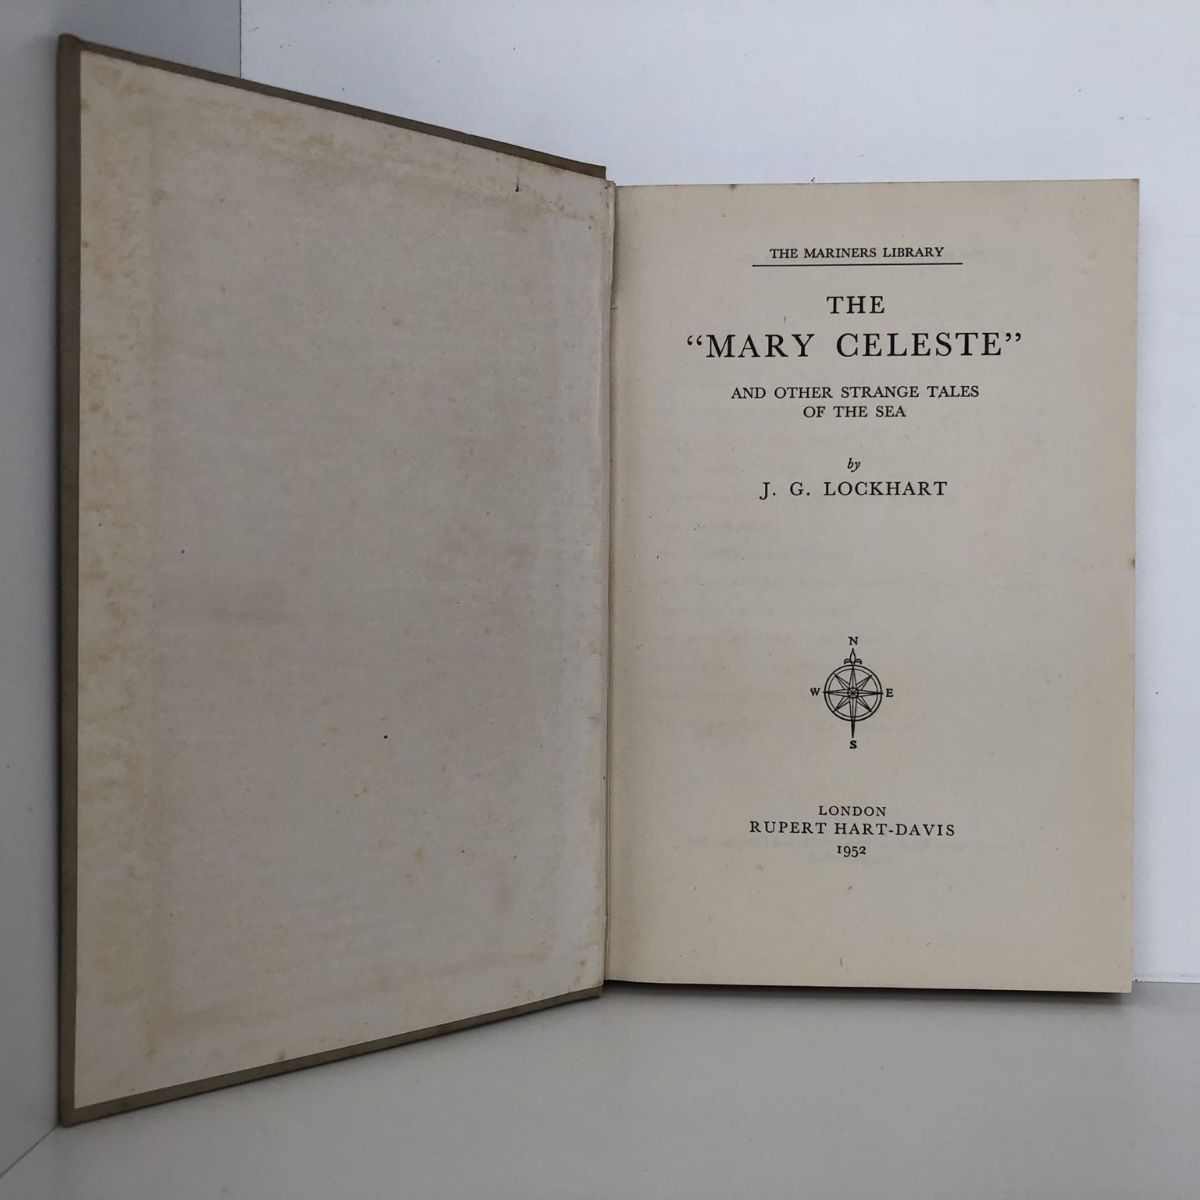 THE MARINERS LIBRARY
THE
“MARY CELESTE”
AND OTHER STRANGE TALES
OF THE SEA
by
J. G. LOCKHART
N
W E
S
LONDON
RUPERT HART-DAVIS
1952